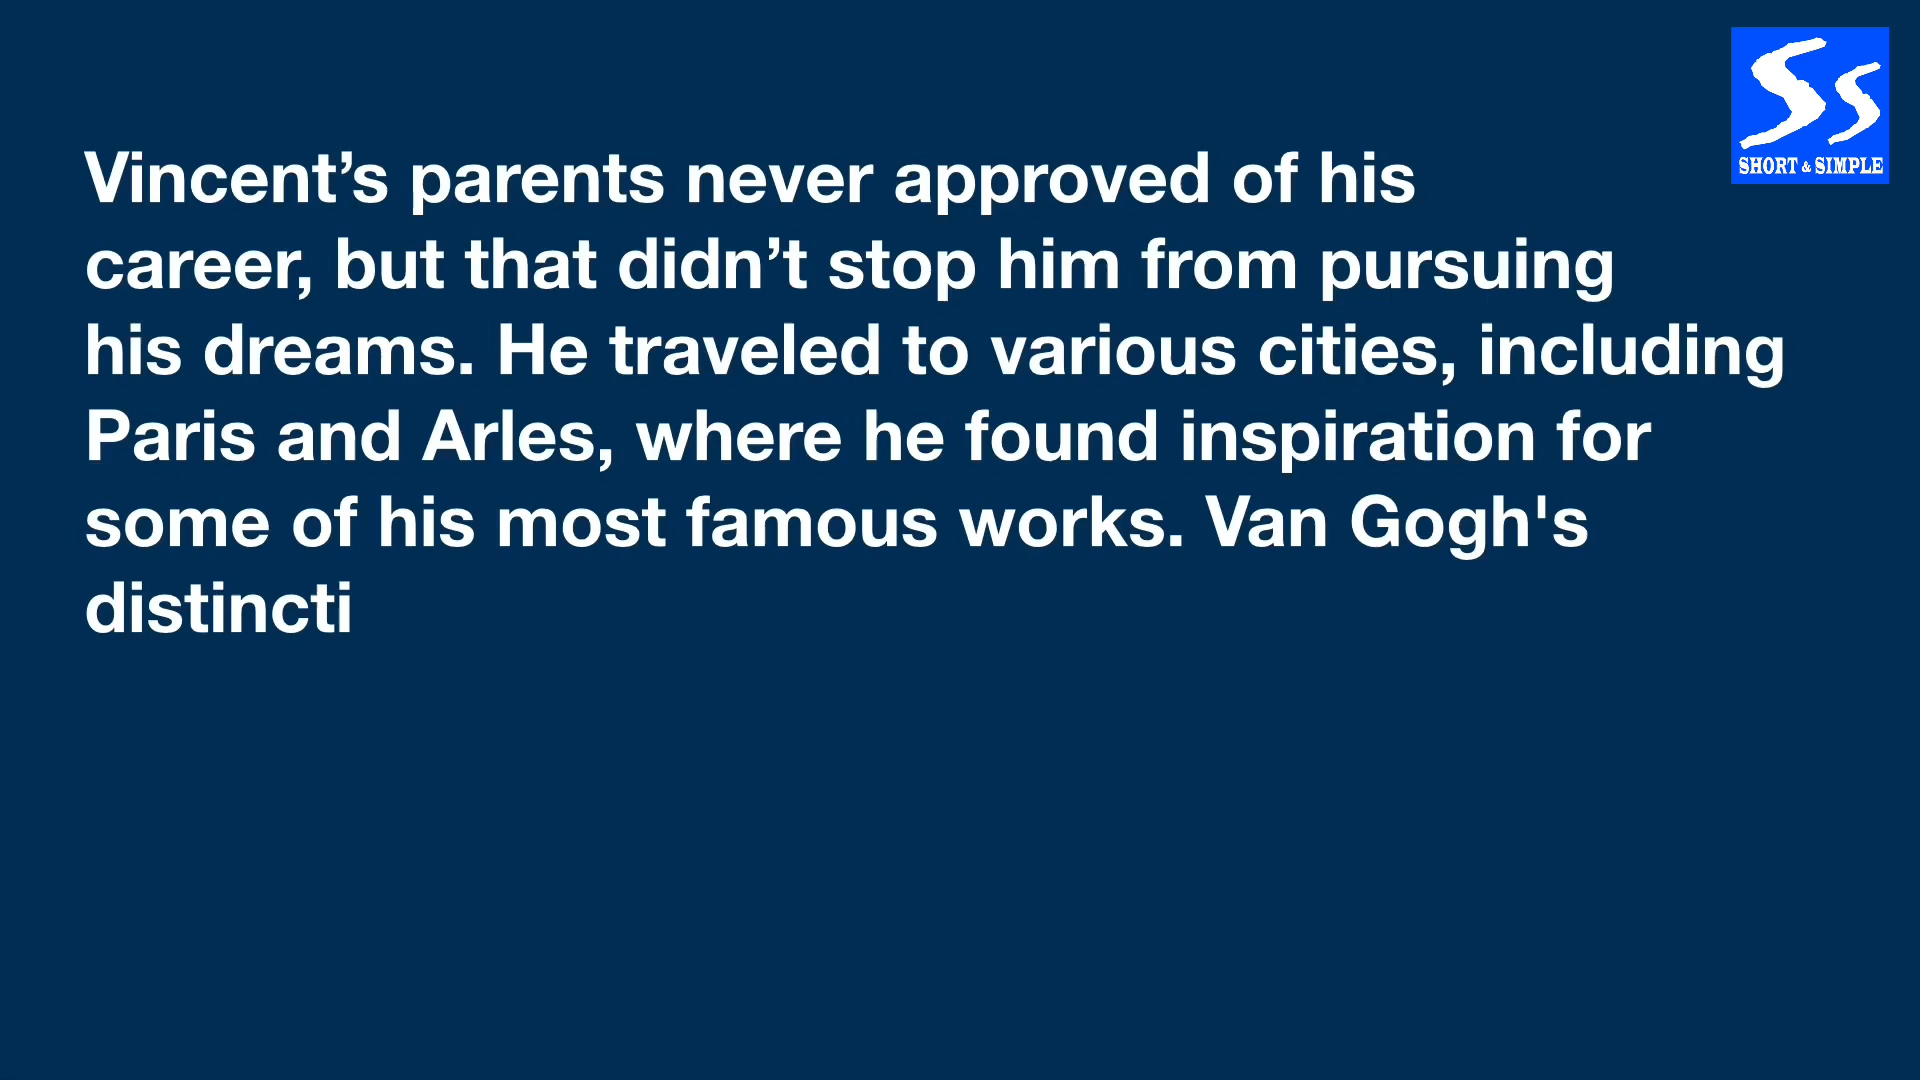 SS
SHORT & SIMPLE
Vincent’s parents never approved of his
career, but that didn’t stop him from pursuing
his dreams. He traveled to various cities, including
Paris and Arles, where he found inspiration for
some of his most famous works. Van Gogh's
distincti